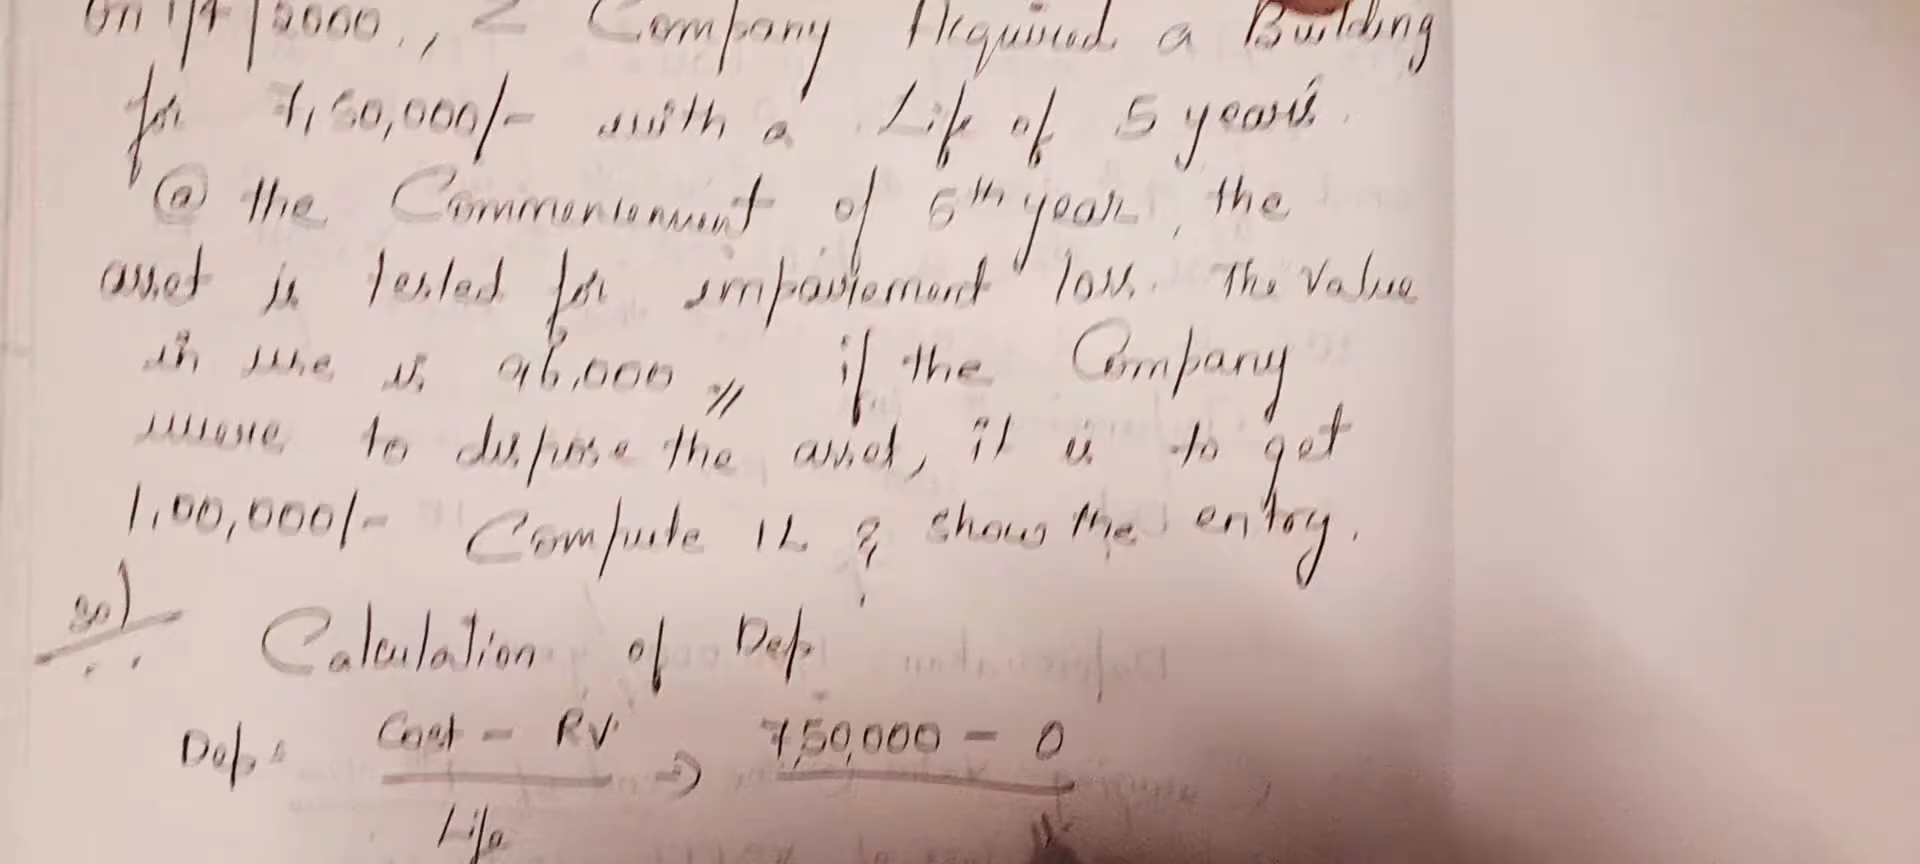 on 1/4/2000., Z Company Acquired a Building
for 7,50,000/- with a Life of 5 years.
@ the Commencement of 5th year, the
asset is tested for impairement loss. The Value
in use is 96,000 〃 if the Company
were to dispose the asset, it is to get
1,00,000/- Compute IL & show the entry.
sol) Calculation of Dep
Dep: Cost - RV → 7,50,000 - 0
Life